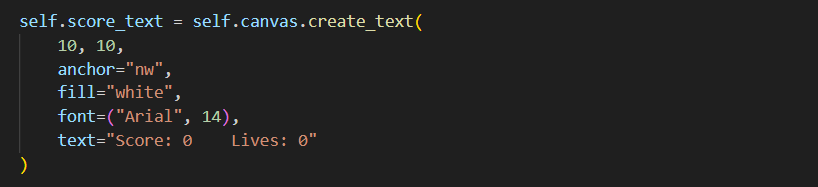 self.score_text = self.canvas.create_text(
    10, 10,
    anchor="nw",
    fill="white",
    font=("Arial", 14),
    text="Score: 0    Lives: 0"
)